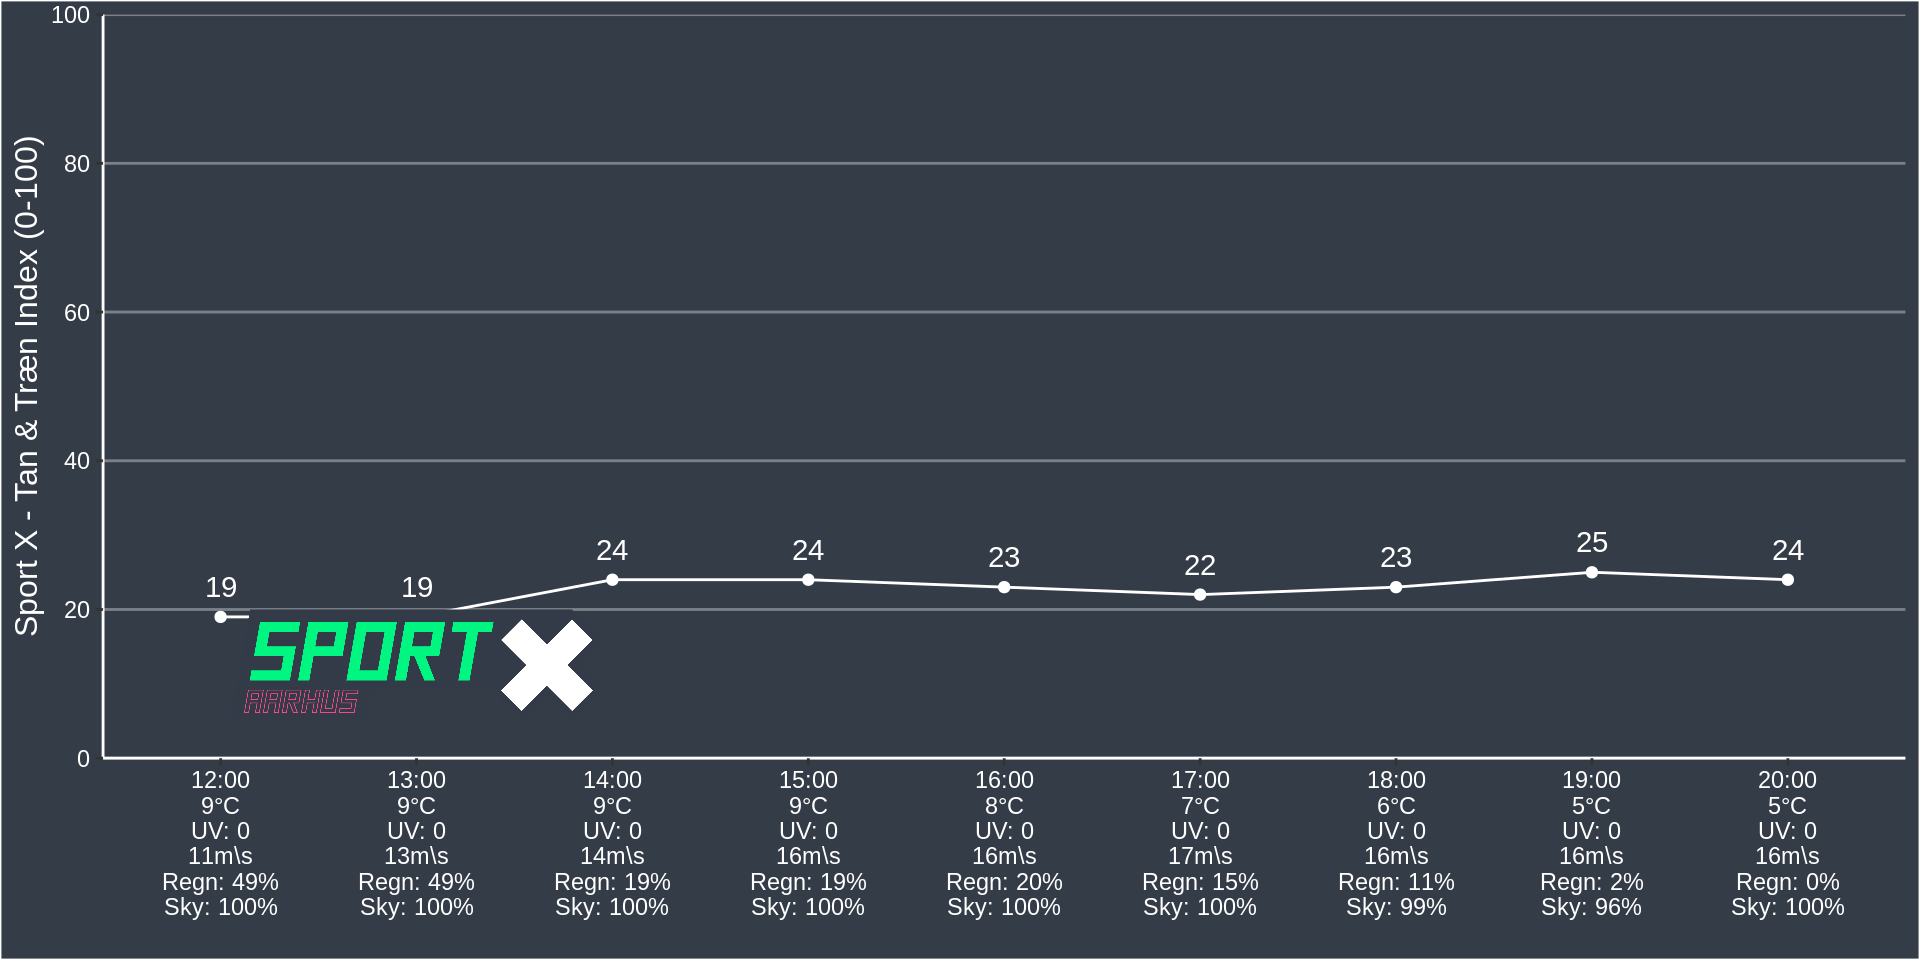 Sport X - Tan & Træn Index (0-100)
100
80
60
40
20
0
19
19
24
24
23
22
23
25
24
SPORT X
AARHUS
12:00 13:00 14:00 15:00 16:00 17:00 18:00 19:00 20:00
9°C 9°C 9°C 9°C 8°C 7°C 6°C 5°C 5°C
UV: 0 UV: 0 UV: 0 UV: 0 UV: 0 UV: 0 UV: 0 UV: 0 UV: 0
11m\s 13m\s 14m\s 16m\s 16m\s 17m\s 16m\s 16m\s 16m\s
Regn: 49% Regn: 49% Regn: 19% Regn: 19% Regn: 20% Regn: 15% Regn: 11% Regn: 2% Regn: 0%
Sky: 100% Sky: 100% Sky: 100% Sky: 100% Sky: 100% Sky: 100% Sky: 99% Sky: 96% Sky: 100%